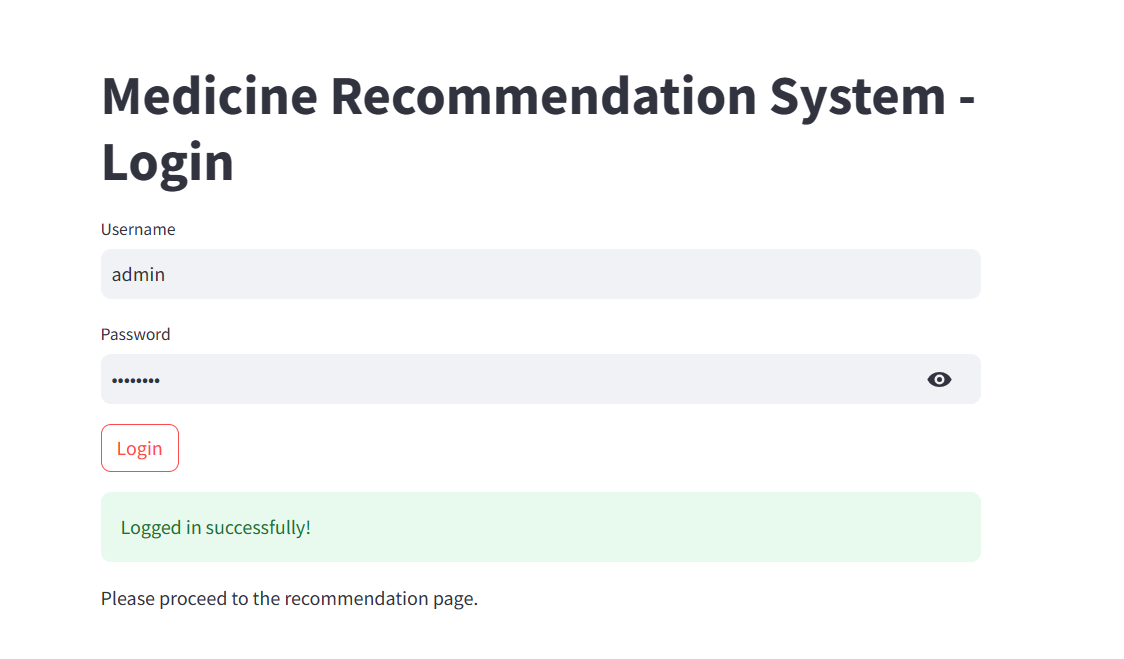 Medicine Recommendation System -
Login
Username
admin
Password
••••••••
Login
Logged in successfully!
Please proceed to the recommendation page.